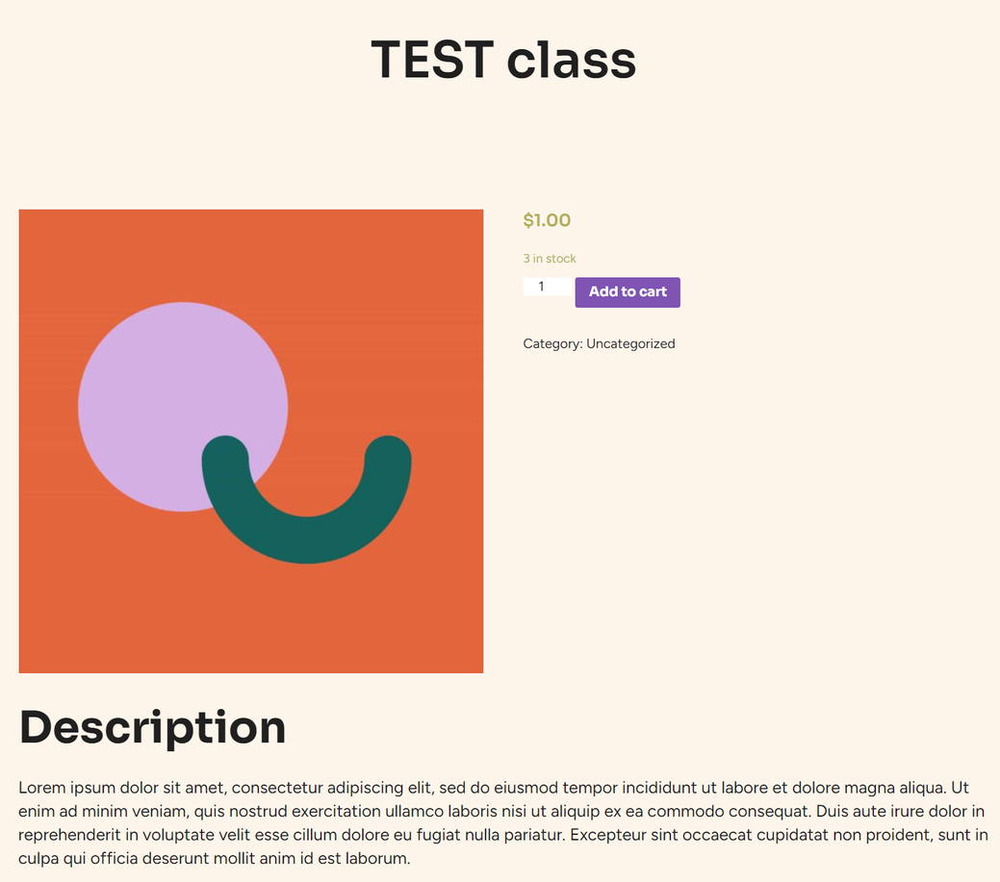 TEST class
$1.00
3 in stock
1
Add to cart
Category: Uncategorized
Description
Lorem ipsum dolor sit amet, consectetur adipiscing elit, sed do eiusmod tempor incididunt ut labore et dolore magna aliqua. Ut
enim ad minim veniam, quis nostrud exercitation ullamco laboris nisi ut aliquip ex ea commodo consequat. Duis aute irure dolor in
reprehenderit in voluptate velit esse cillum dolore eu fugiat nulla pariatur. Excepteur sint occaecat cupidatat non proident, sunt in
culpa qui officia deserunt mollit anim id est laborum.